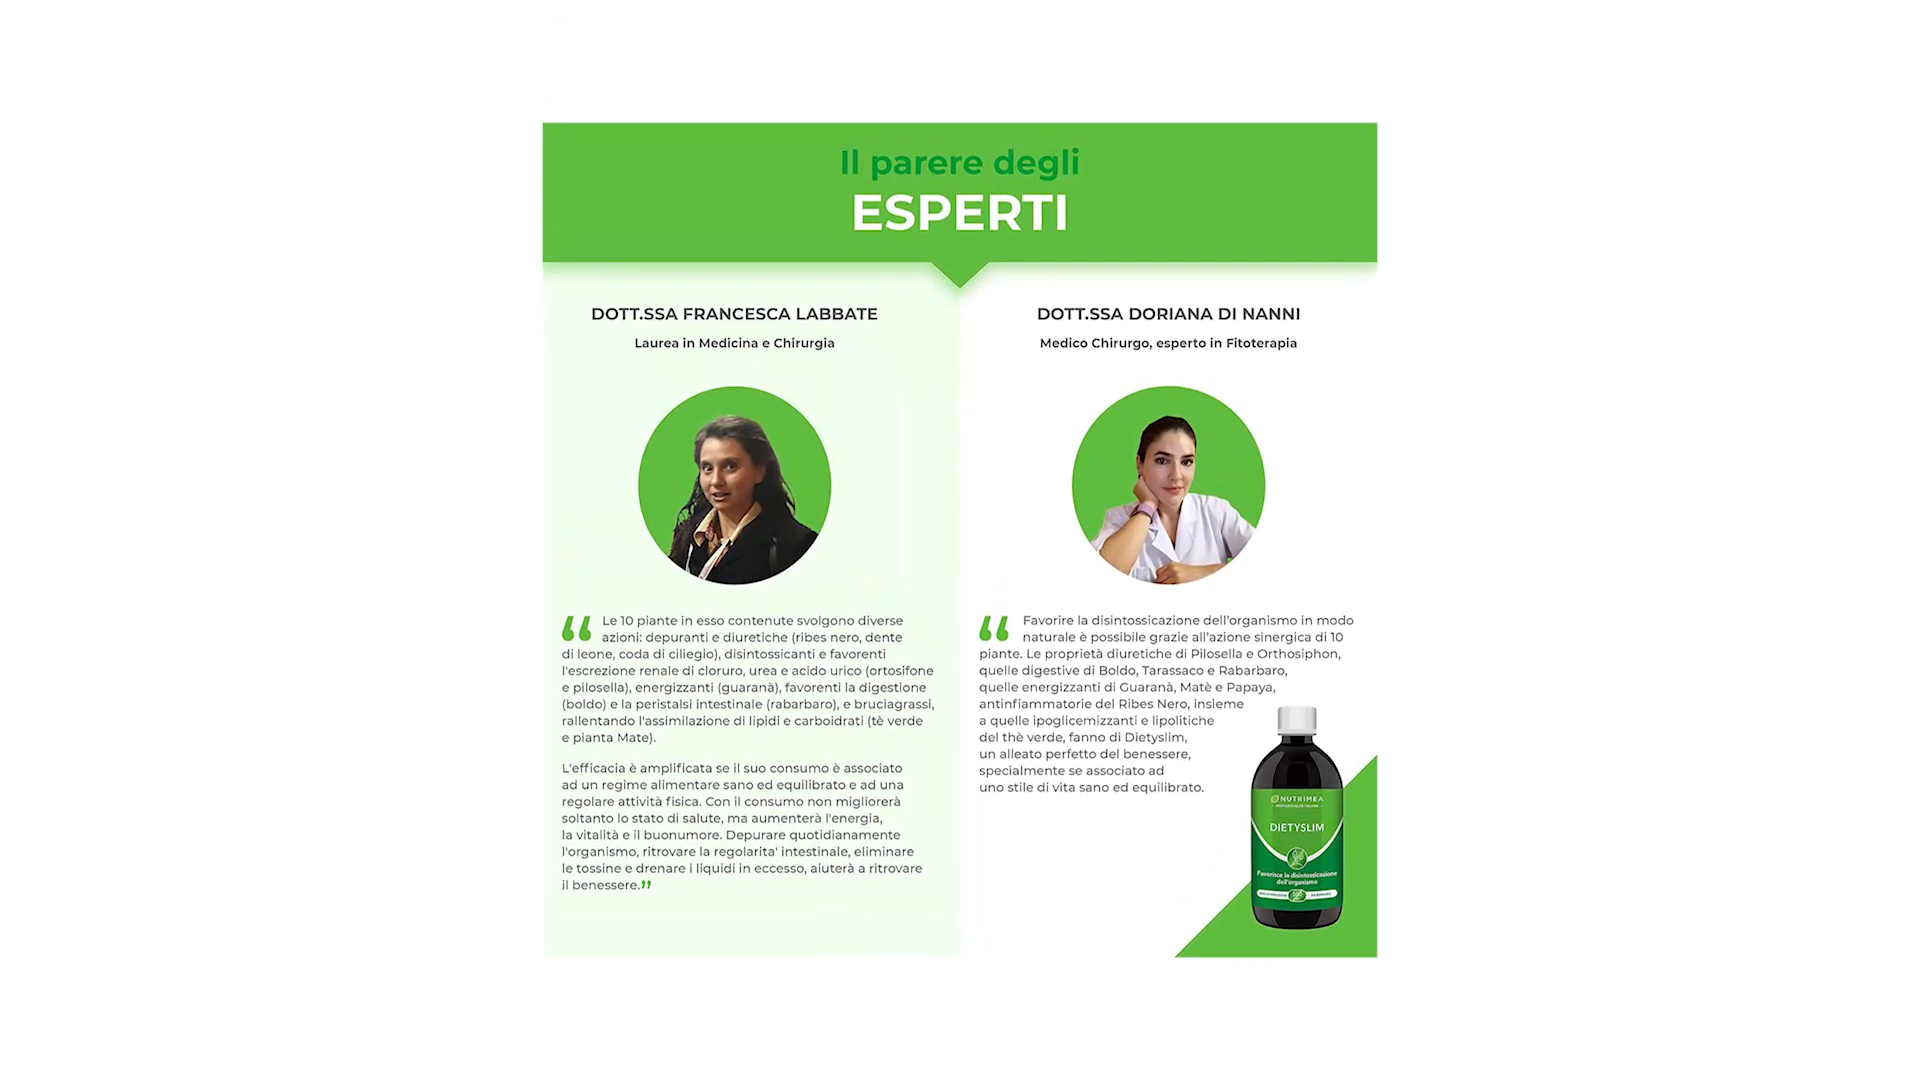 Il parere degli
ESPERTI
DOTT.SSA FRANCESCA LABBATE
Laurea in Medicina e Chirurgia
“ Le 10 piante in esso contenute svolgono diverse
azioni: depuranti e diuretiche (ribes nero, dente
di leone, coda di ciliegio), disintossicanti e favorenti
l'escrezione renale di cloruro, urea e acido urico (ortosifone
e pilosella), energizzanti (guaranà), favorenti la digestione
(boldo) e la peristalsi intestinale (rabarbaro), e bruciagrassi,
rallentando l'assimilazione di lipidi e carboidrati (tè verde
e pianta Mate).
L'efficacia è amplificata se il suo consumo è associato
ad un regime alimentare sano ed equilibrato e ad una
regolare attività fisica. Con il consumo non migliorerà
soltanto lo stato di salute, ma aumenterà l'energia,
la vitalità e il buonumore. Depurare quotidianamente
l'organismo, ritrovare la regolarita' intestinale, eliminare
le tossine e drenare i liquidi in eccesso, aiuterà a ritrovare
il benessere.”
DOTT.SSA DORIANA DI NANNI
Medico Chirurgo, esperto in Fitoterapia
“ Favorire la disintossicazione dell'organismo in modo
naturale è possibile grazie all'azione sinergica di 10
piante. Le proprietà diuretiche di Pilosella e Orthosiphon,
quelle digestive di Boldo, Tarassaco e Rabarbaro,
quelle energizzanti di Guaranà, Matè e Papaya,
antinfiammatorie del Ribes Nero, insieme
a quelle ipoglicemizzanti e lipolitiche
del thè verde, fanno di Dietyslim,
un alleato perfetto del benessere,
specialmente se associato ad
uno stile di vita sano ed equilibrato.
NUTRIMEA
DIETYSLIM
Favorisce la disintossicazione
dell'organismo